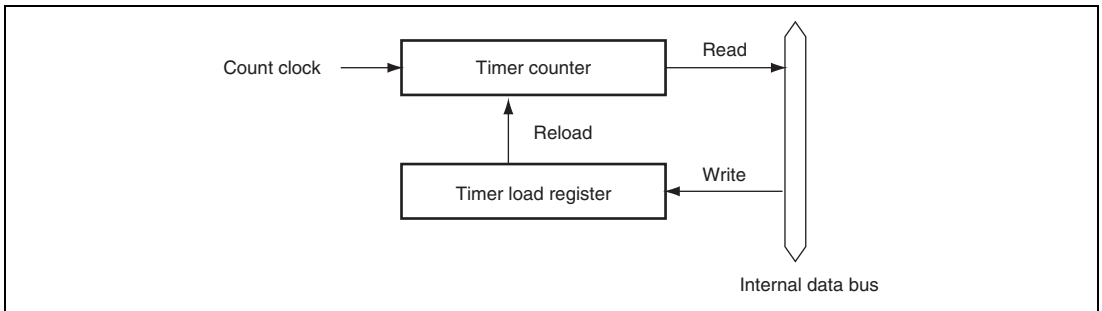 Read
Count clock
Timer counter
Reload
Write
Timer load register
Internal data bus